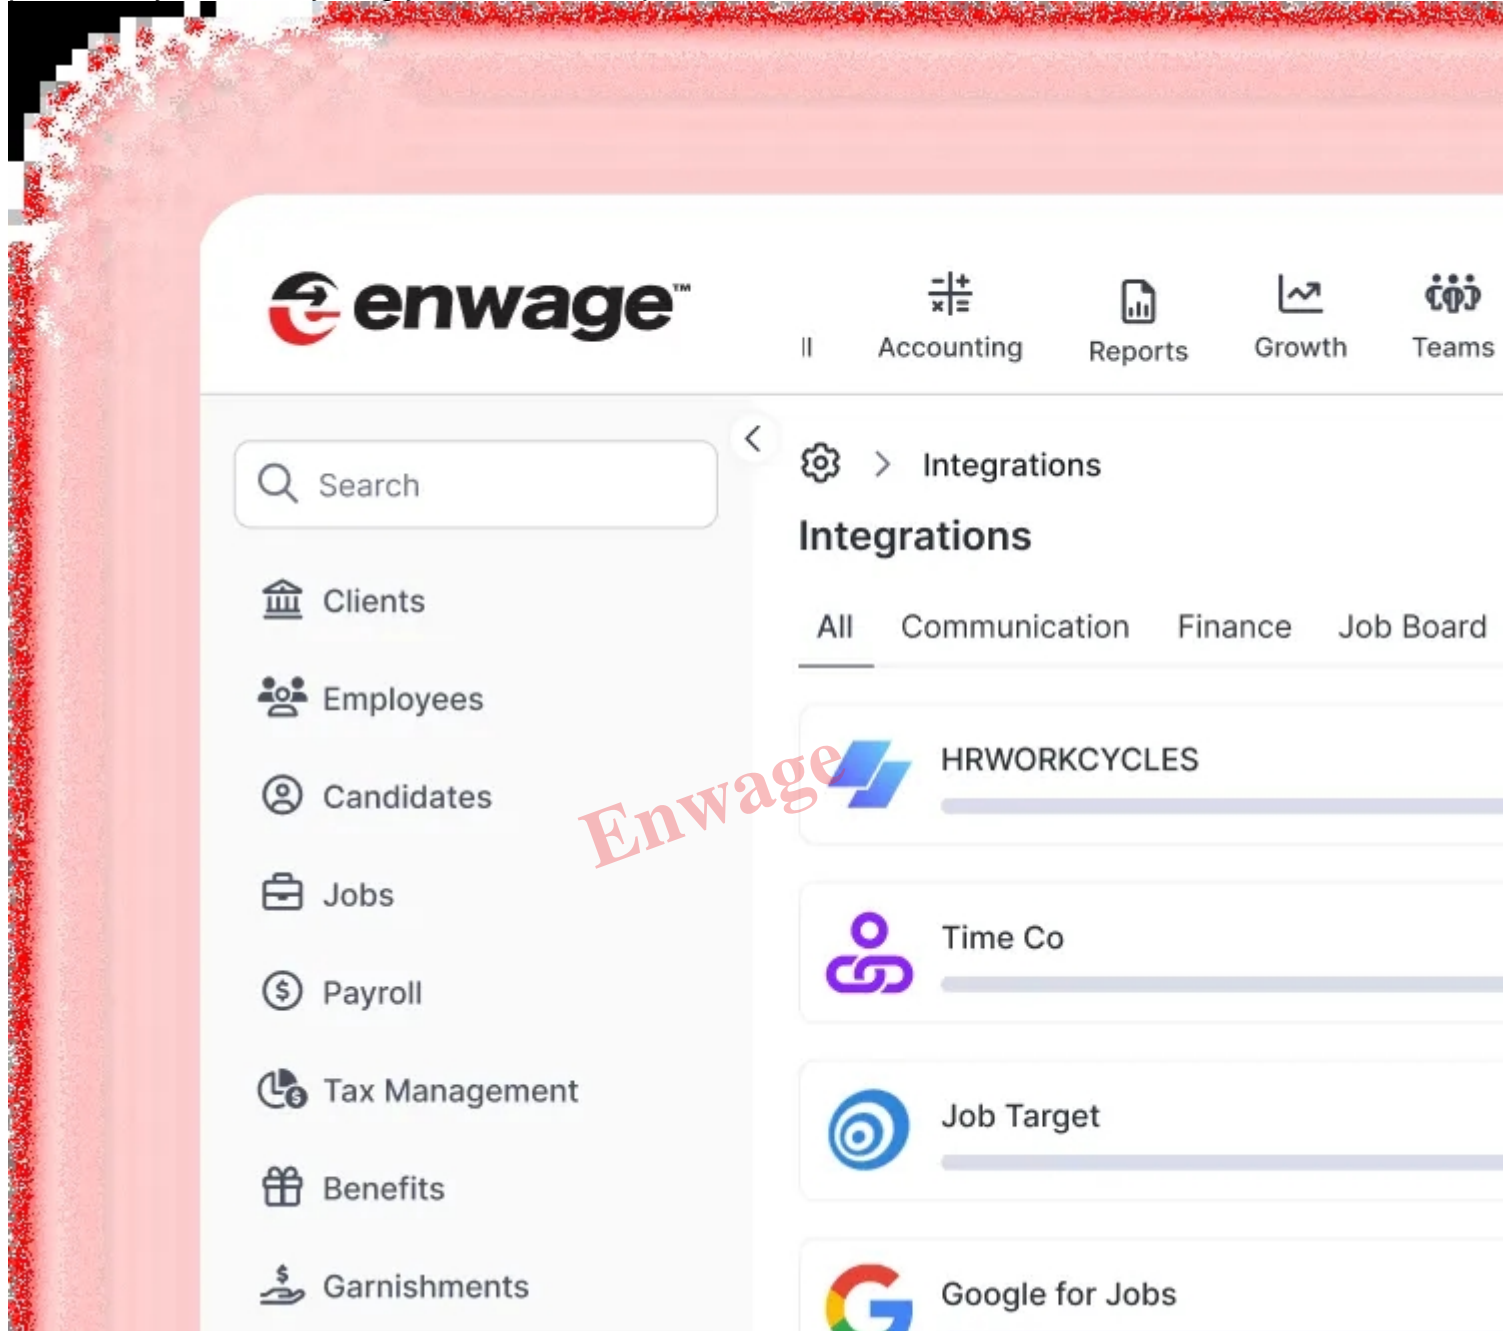 enwage™
Accounting
Reports
Growth
Teams
Search
Clients
Employees
Candidates
Jobs
Payroll
Tax Management
Benefits
Garnishments
Integrations
Integrations
All Communication Finance Job Board
HRWORKCYCLES
Time Co
Job Target
Google for Jobs
Enwage